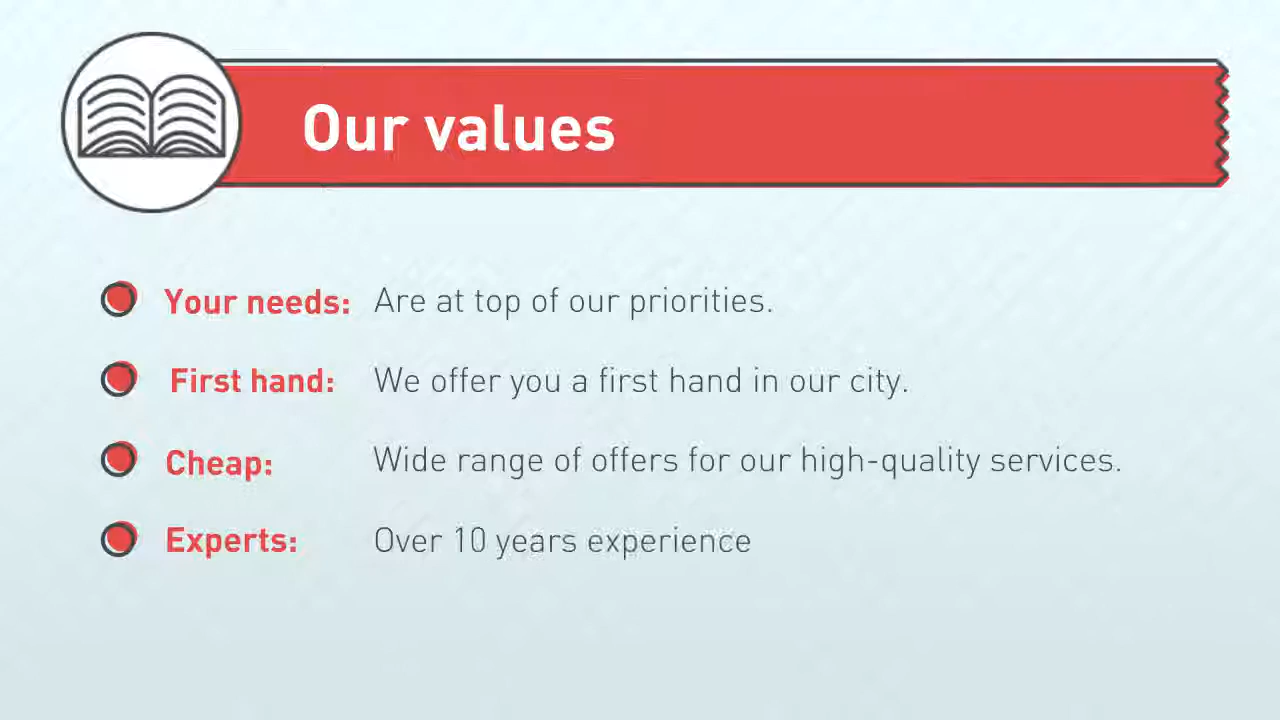 Our values
Your needs: Are at top of our priorities.
First hand: We offer you a first hand in our city.
Cheap: Wide range of offers for our high-quality services.
Experts: Over 10 years experience